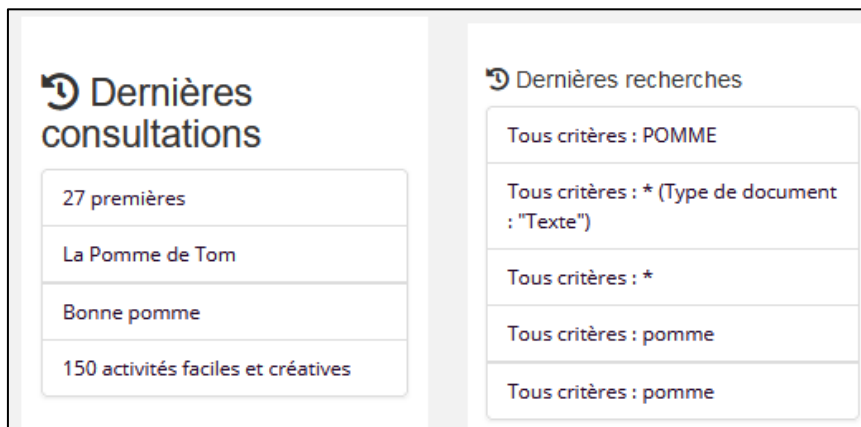 Dernières
consultations
27 premières
La Pomme de Tom
Bonne pomme
150 activités faciles et créatives
Dernières recherches
Tous critères : POMME
Tous critères : * (Type de document
: "Texte")
Tous critères : *
Tous critères : pomme
Tous critères : pomme